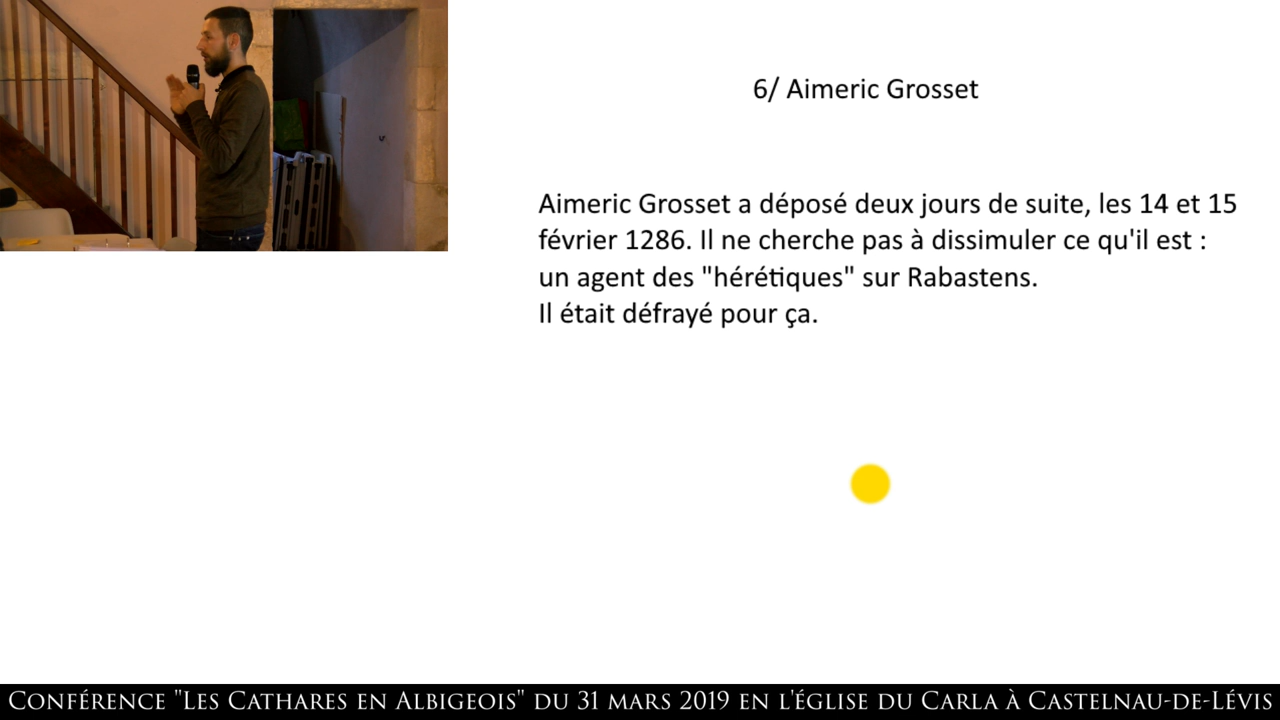 6/ Aimeric Grosset
Aimeric Grosset a déposé deux jours de suite, les 14 et 15
février 1286. Il ne cherche pas à dissimuler ce qu'il est :
un agent des "hérétiques" sur Rabastens.
Il était défrayé pour ça.
Conférence "Les Cathares en Albigeois" du 31 mars 2019 en l'église du Carla à Castelnau-de-Lévis